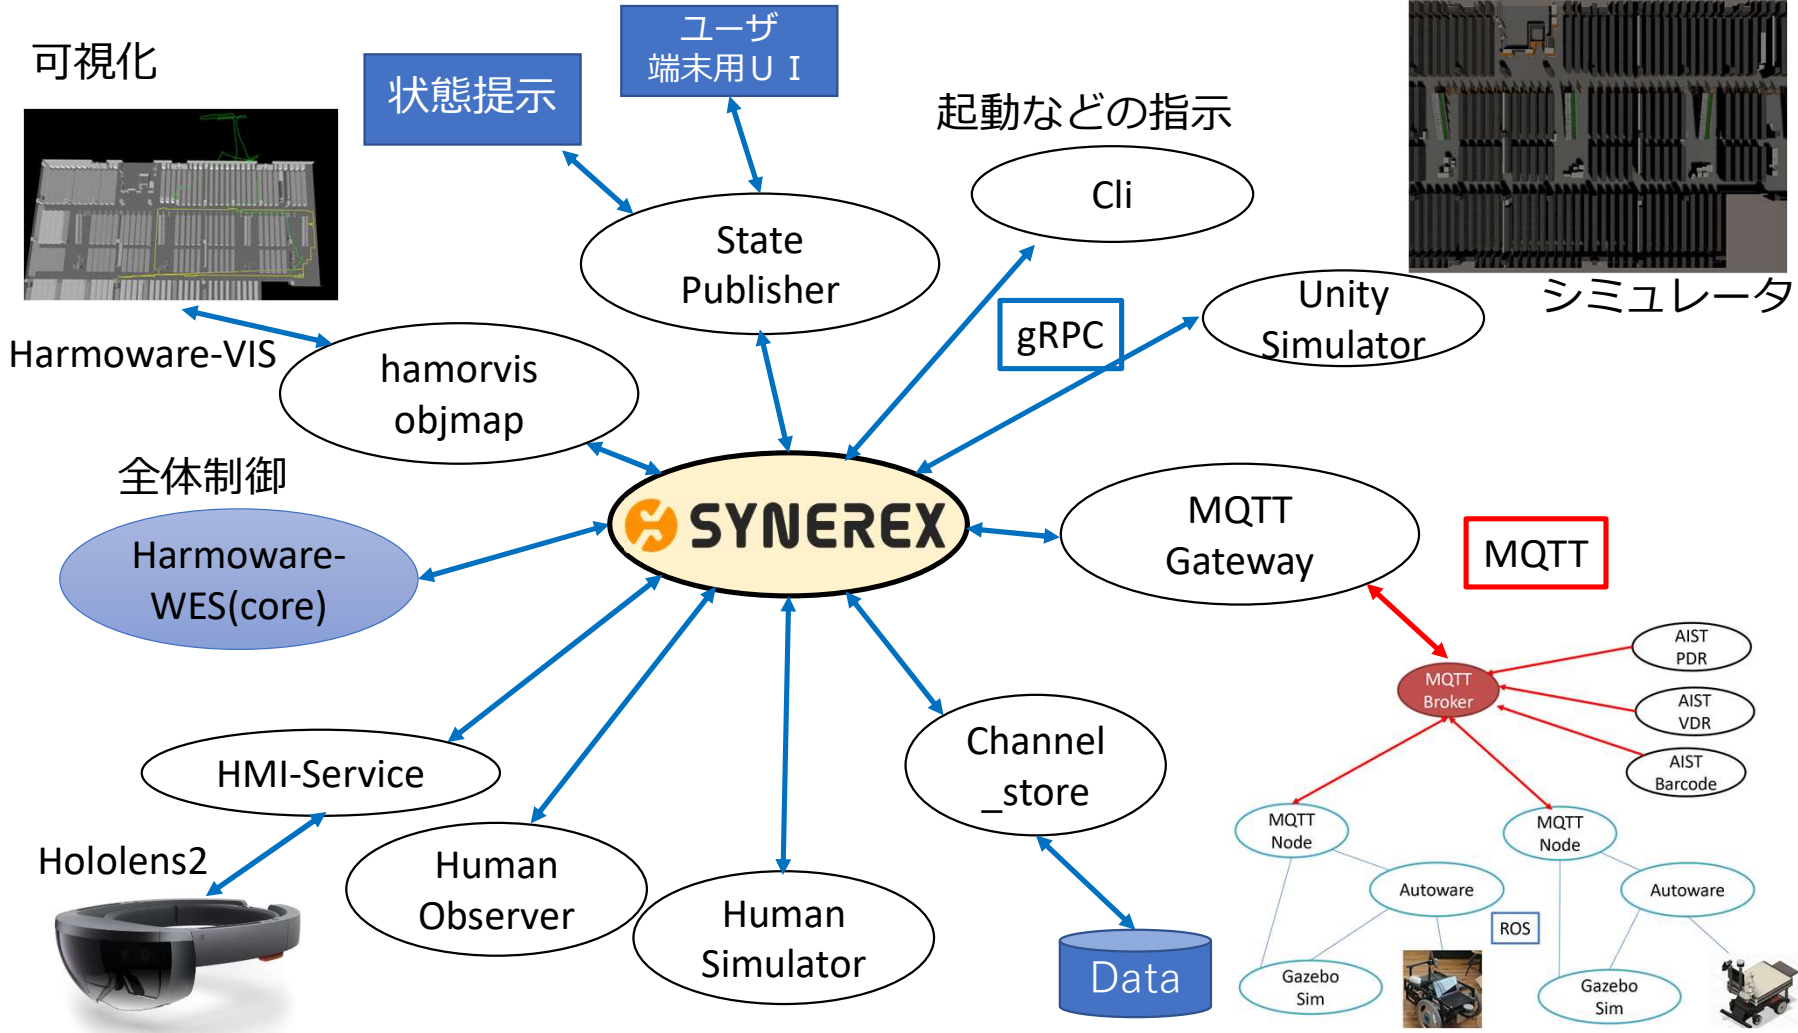 可視化
状態提示
ユーザ
端末用ＵＩ
起動などの指示
Cli
State
Publisher
gRPC
Unity
Simulator
シミュレータ
Harmoware-VIS
hamorvis
objmap
全体制御
Harmoware-
WES(core)
SYNEREX
MQTT
Gateway
MQTT
AIST
PDR
MQTT
Broker
AIST
VDR
AIST
Barcode
HMI-Service
Channel
_store
MQTT
Node
MQTT
Node
Hololens2
Human
Observer
Human
Simulator
Autoware
Autoware
ROS
Data
Gazebo
Sim
Gazebo
Sim